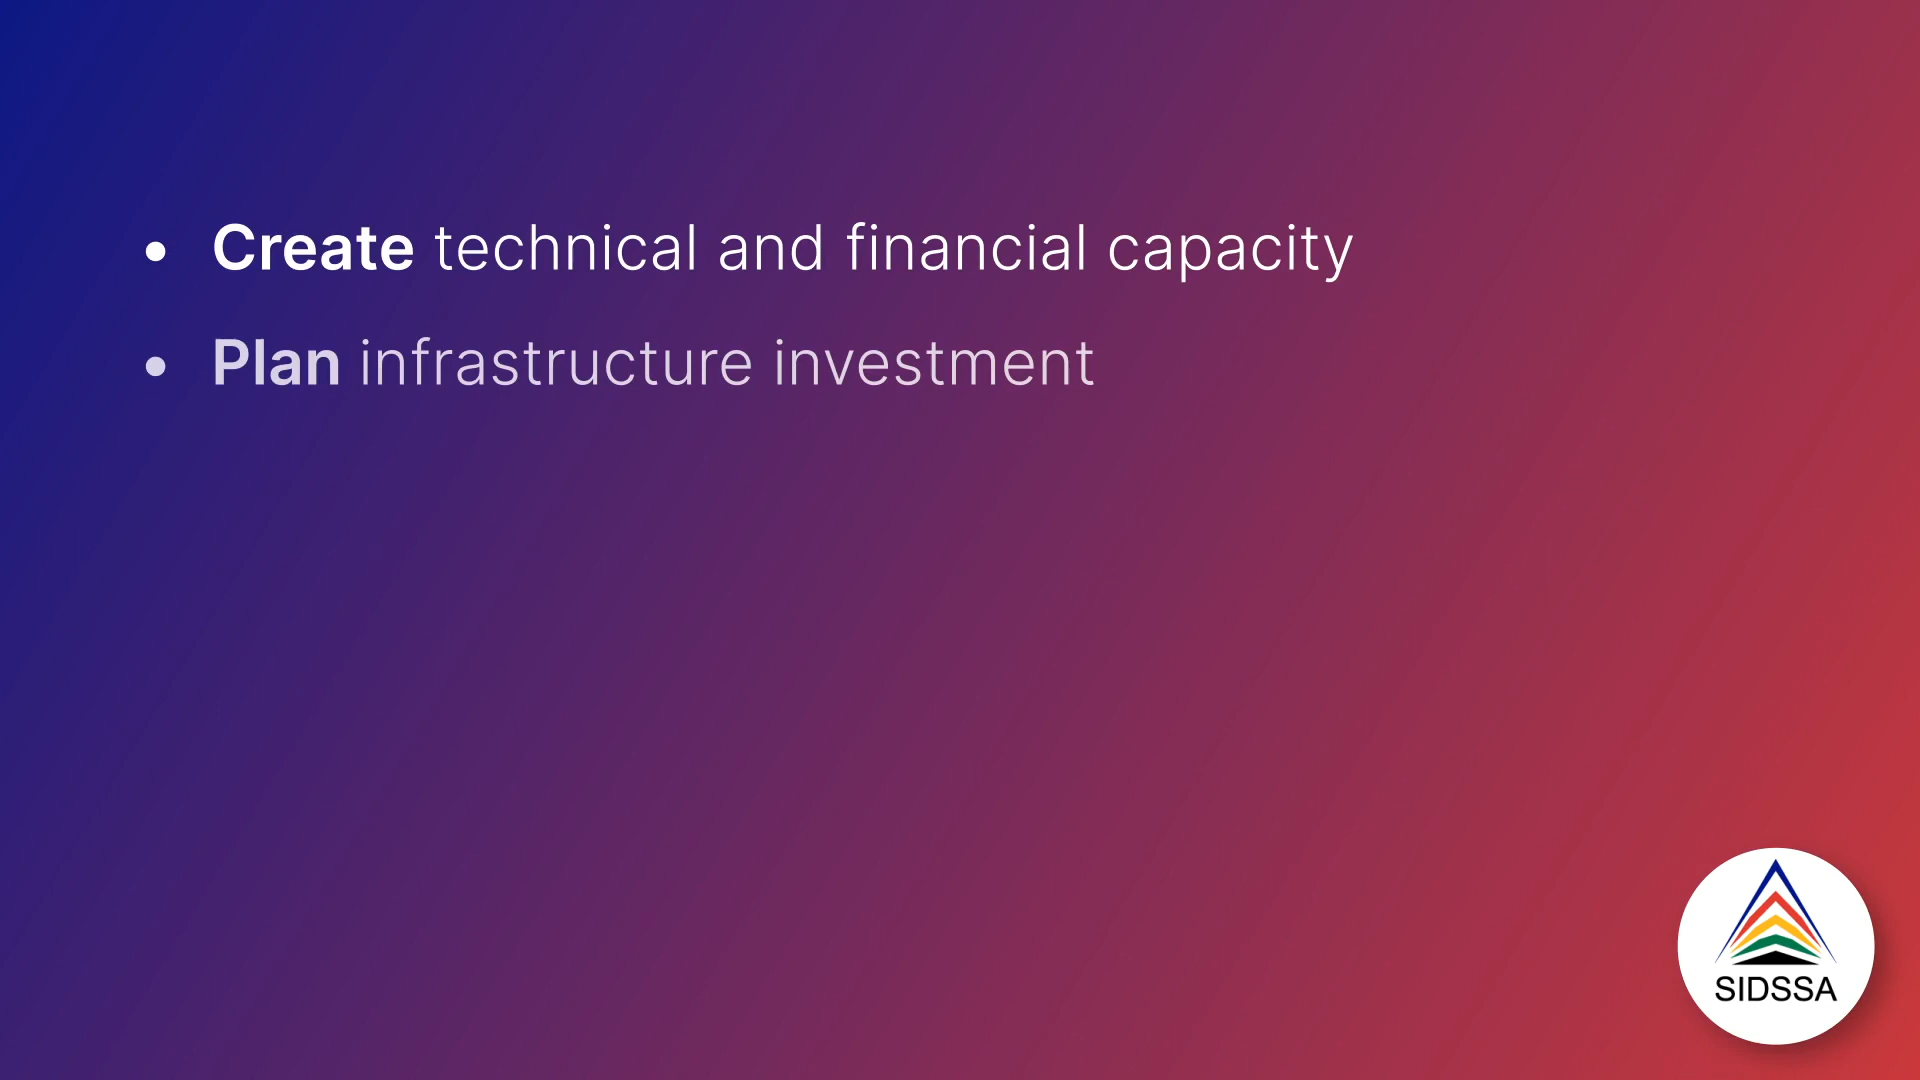 • Create technical and financial capacity
• Plan infrastructure investment
SIDSSA